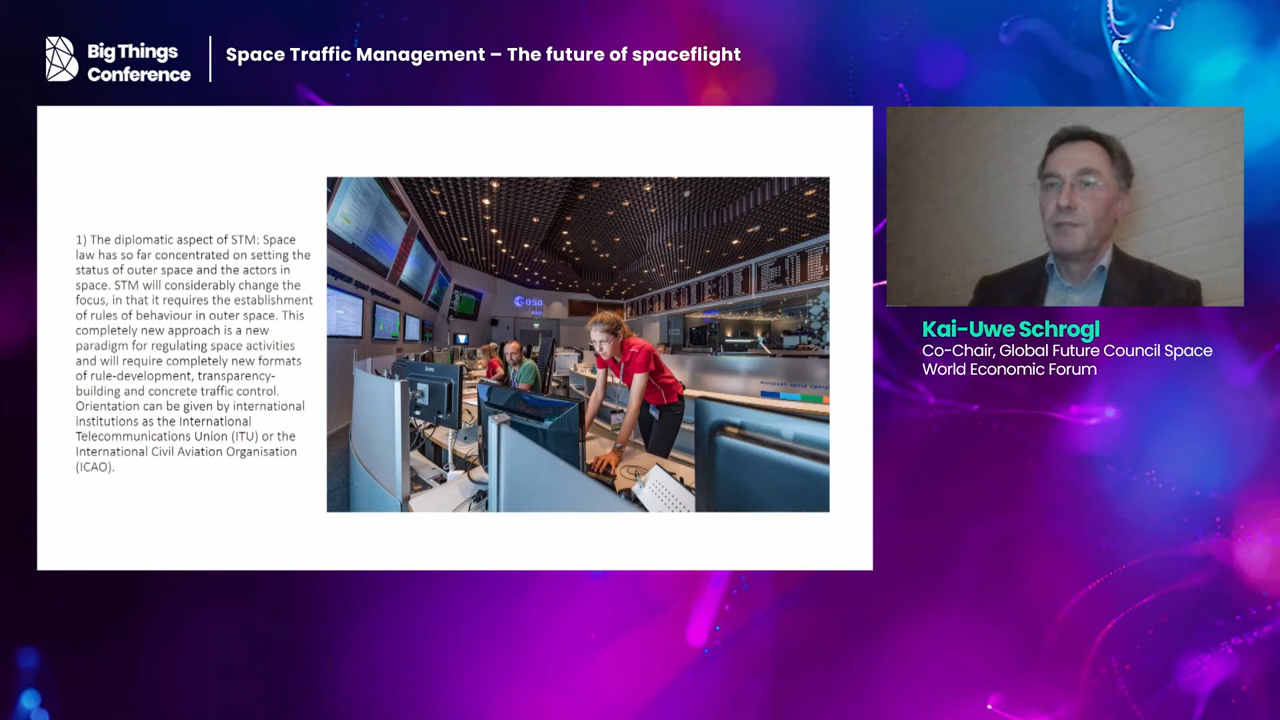 Big Things
Conference
Space Traffic Management – The future of spaceflight
1) The diplomatic aspect of STM: Space
law has so far concentrated on setting the
status of outer space and the actors in
space. STM will considerably change the
focus, in that it requires the establishment
of rules of behaviour in outer space. This
completely new approach is a new
paradigm for regulating space activities
and will require completely new formats
of rule-development, transparency-
building and concrete traffic control.
Orientation can be given by international
institutions as the International
Telecommunications Union (ITU) or the
International Civil Aviation Organisation
(ICAO).
esa
Kai-Uwe Schrogl
Co-Chair, Global Future Council Space
World Economic Forum